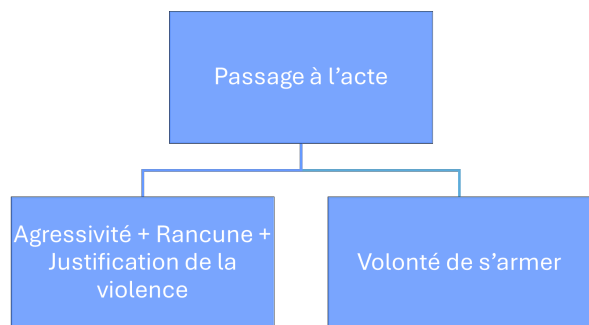 Passage à l’acte
Agressivité + Rancune +
Justification de la
violence
Volonté de s’armer